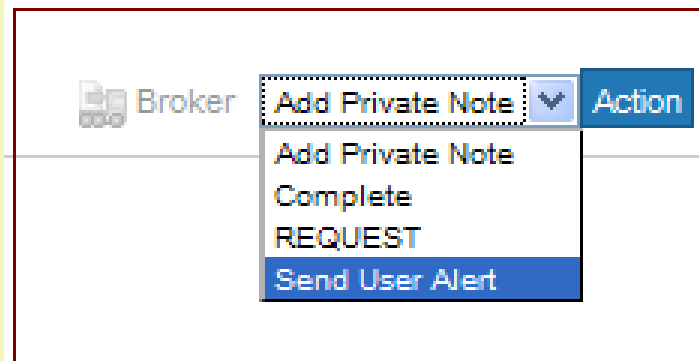 Broker Add Private Note Action
Add Private Note
Complete
REQUEST
Send User Alert